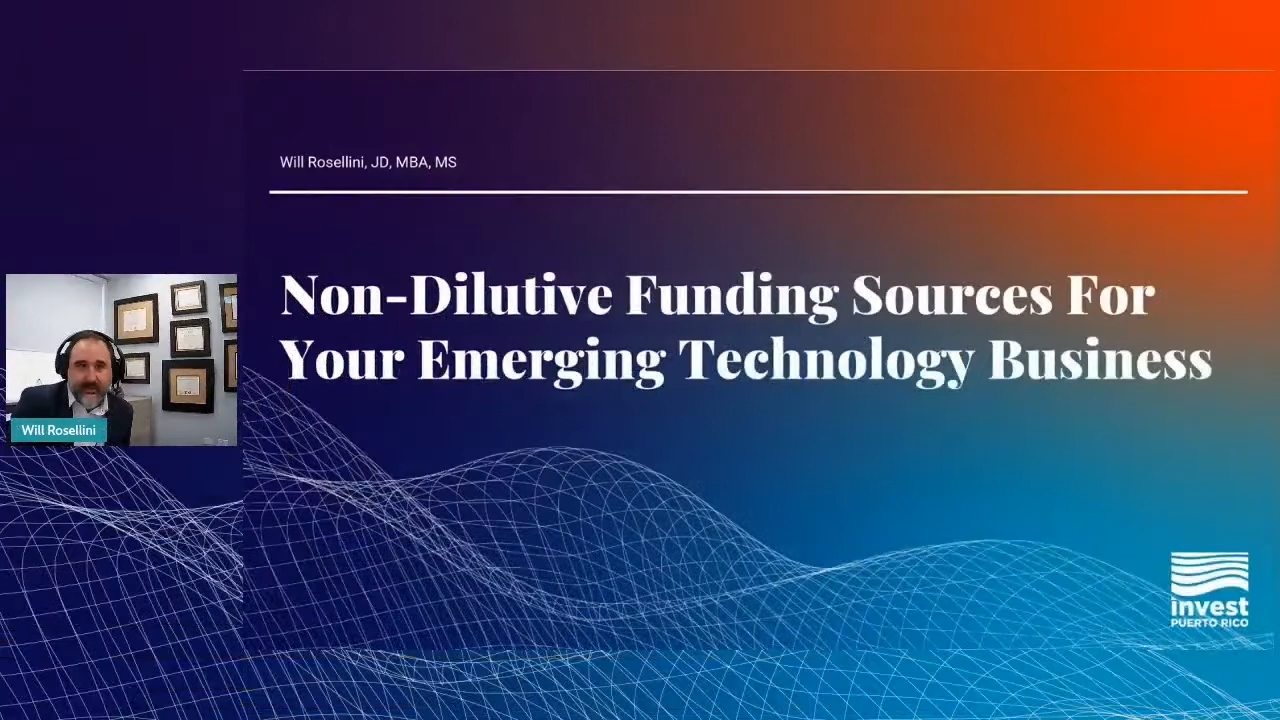 Will Rosellini, JD, MBA, MS
Non-Dilutive Funding Sources For
Your Emerging Technology Business
Will Rosellini
invest
PUERTO RICO